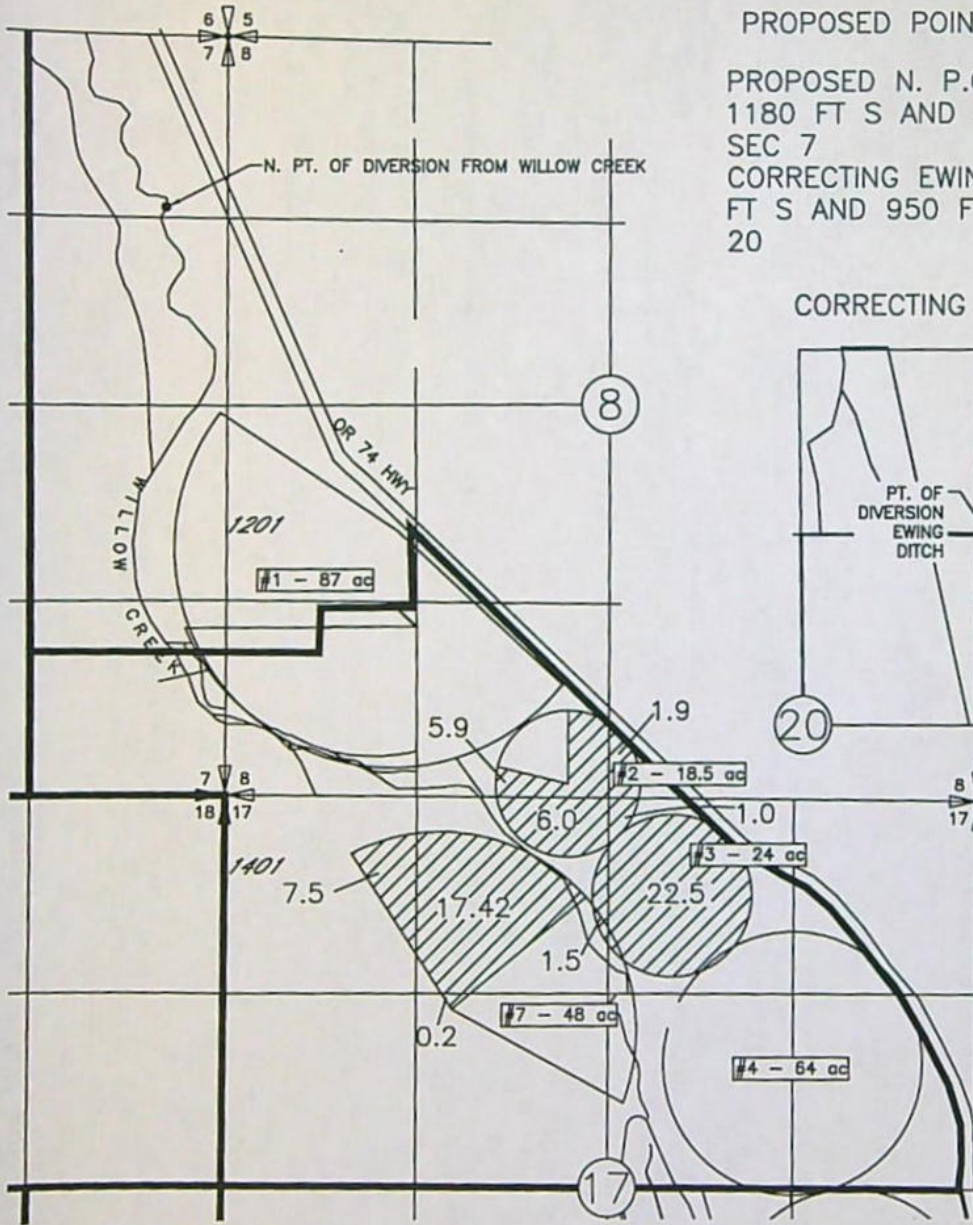 PROPOSED POIN
PROPOSED N. P.
1180 FT S AND
SEC 7
CORRECTING EWIN
FT S AND 950 F
20
CORRECTING
6 5
7 8
N. PT. OF DIVERSION FROM WILLOW CREEK
8
OR 74 HWY
WILLOW
CREEK
1201
#1 - 87 ac
PT. OF
DIVERSION
EWING
DITCH
20
5.9
1.9
#2 - 18.5 ac
7 8
18 17
8
17
6.0
1.0
#3 - 24 ac
1401
7.5
17.42
22.5
1.5
#7 - 48 ac
0.2
#4 - 64 ac
17